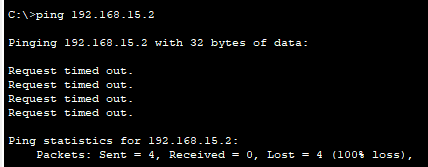 C:\>ping 192.168.15.2
Pinging 192.168.15.2 with 32 bytes of data:
Request timed out.
Request timed out.
Request timed out.
Request timed out.
Ping statistics for 192.168.15.2:
Packets: Sent = 4, Received = 0, Lost = 4 (100% loss),